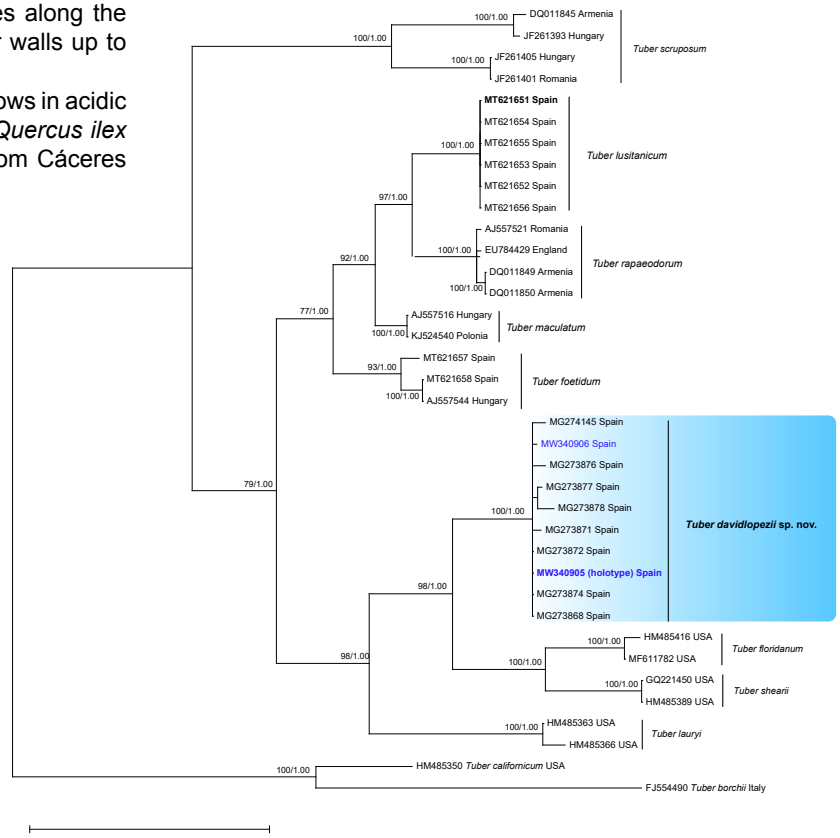 es along the
r walls up to
ows in acidic
Quercus ilex
om Cáceres
100/1.00
100/1.00
DQ011845 Armenia
JF261393 Hungary
100/1.00
JF261405 Hungary
JF261401 Romania
Tuber scruposum
MT621651 Spain
MT621654 Spain
100/1.00
MT621655 Spain
MT621653 Spain
MT621652 Spain
MT621656 Spain
Tuber lusitanicum
97/1.00
AJ557521 Romania
100/1.00
EU784429 England
DQ011849 Armenia
100/1.00
DQ011850 Armenia
Tuber rapaeodorum
92/1.00
AJ557516 Hungary
100/1.00
KJ524540 Polonia
Tuber maculatum
77/1.00
MT621657 Spain
93/1.00
MT621658 Spain
100/1.00
AJ557544 Hungary
Tuber foetidum
79/1.00
MG274145 Spain
MW340906 Spain
MG273876 Spain
MG273877 Spain
MG273878 Spain
100/1.00
MG273871 Spain
MG273872 Spain
MW340905 (holotype) Spain
MG273874 Spain
MG273868 Spain
Tuber davidlopezii sp. nov.
98/1.00
HM485416 USA
100/1.00
MF611782 USA
Tuber floridanum
100/1.00
GQ221450 USA
100/1.00
HM485389 USA
Tuber shearii
98/1.00
HM485363 USA
100/1.00
HM485366 USA
Tuber lauryi
HM485350 Tuber californicum USA
100/1.00
FJ554490 Tuber borchii Italy